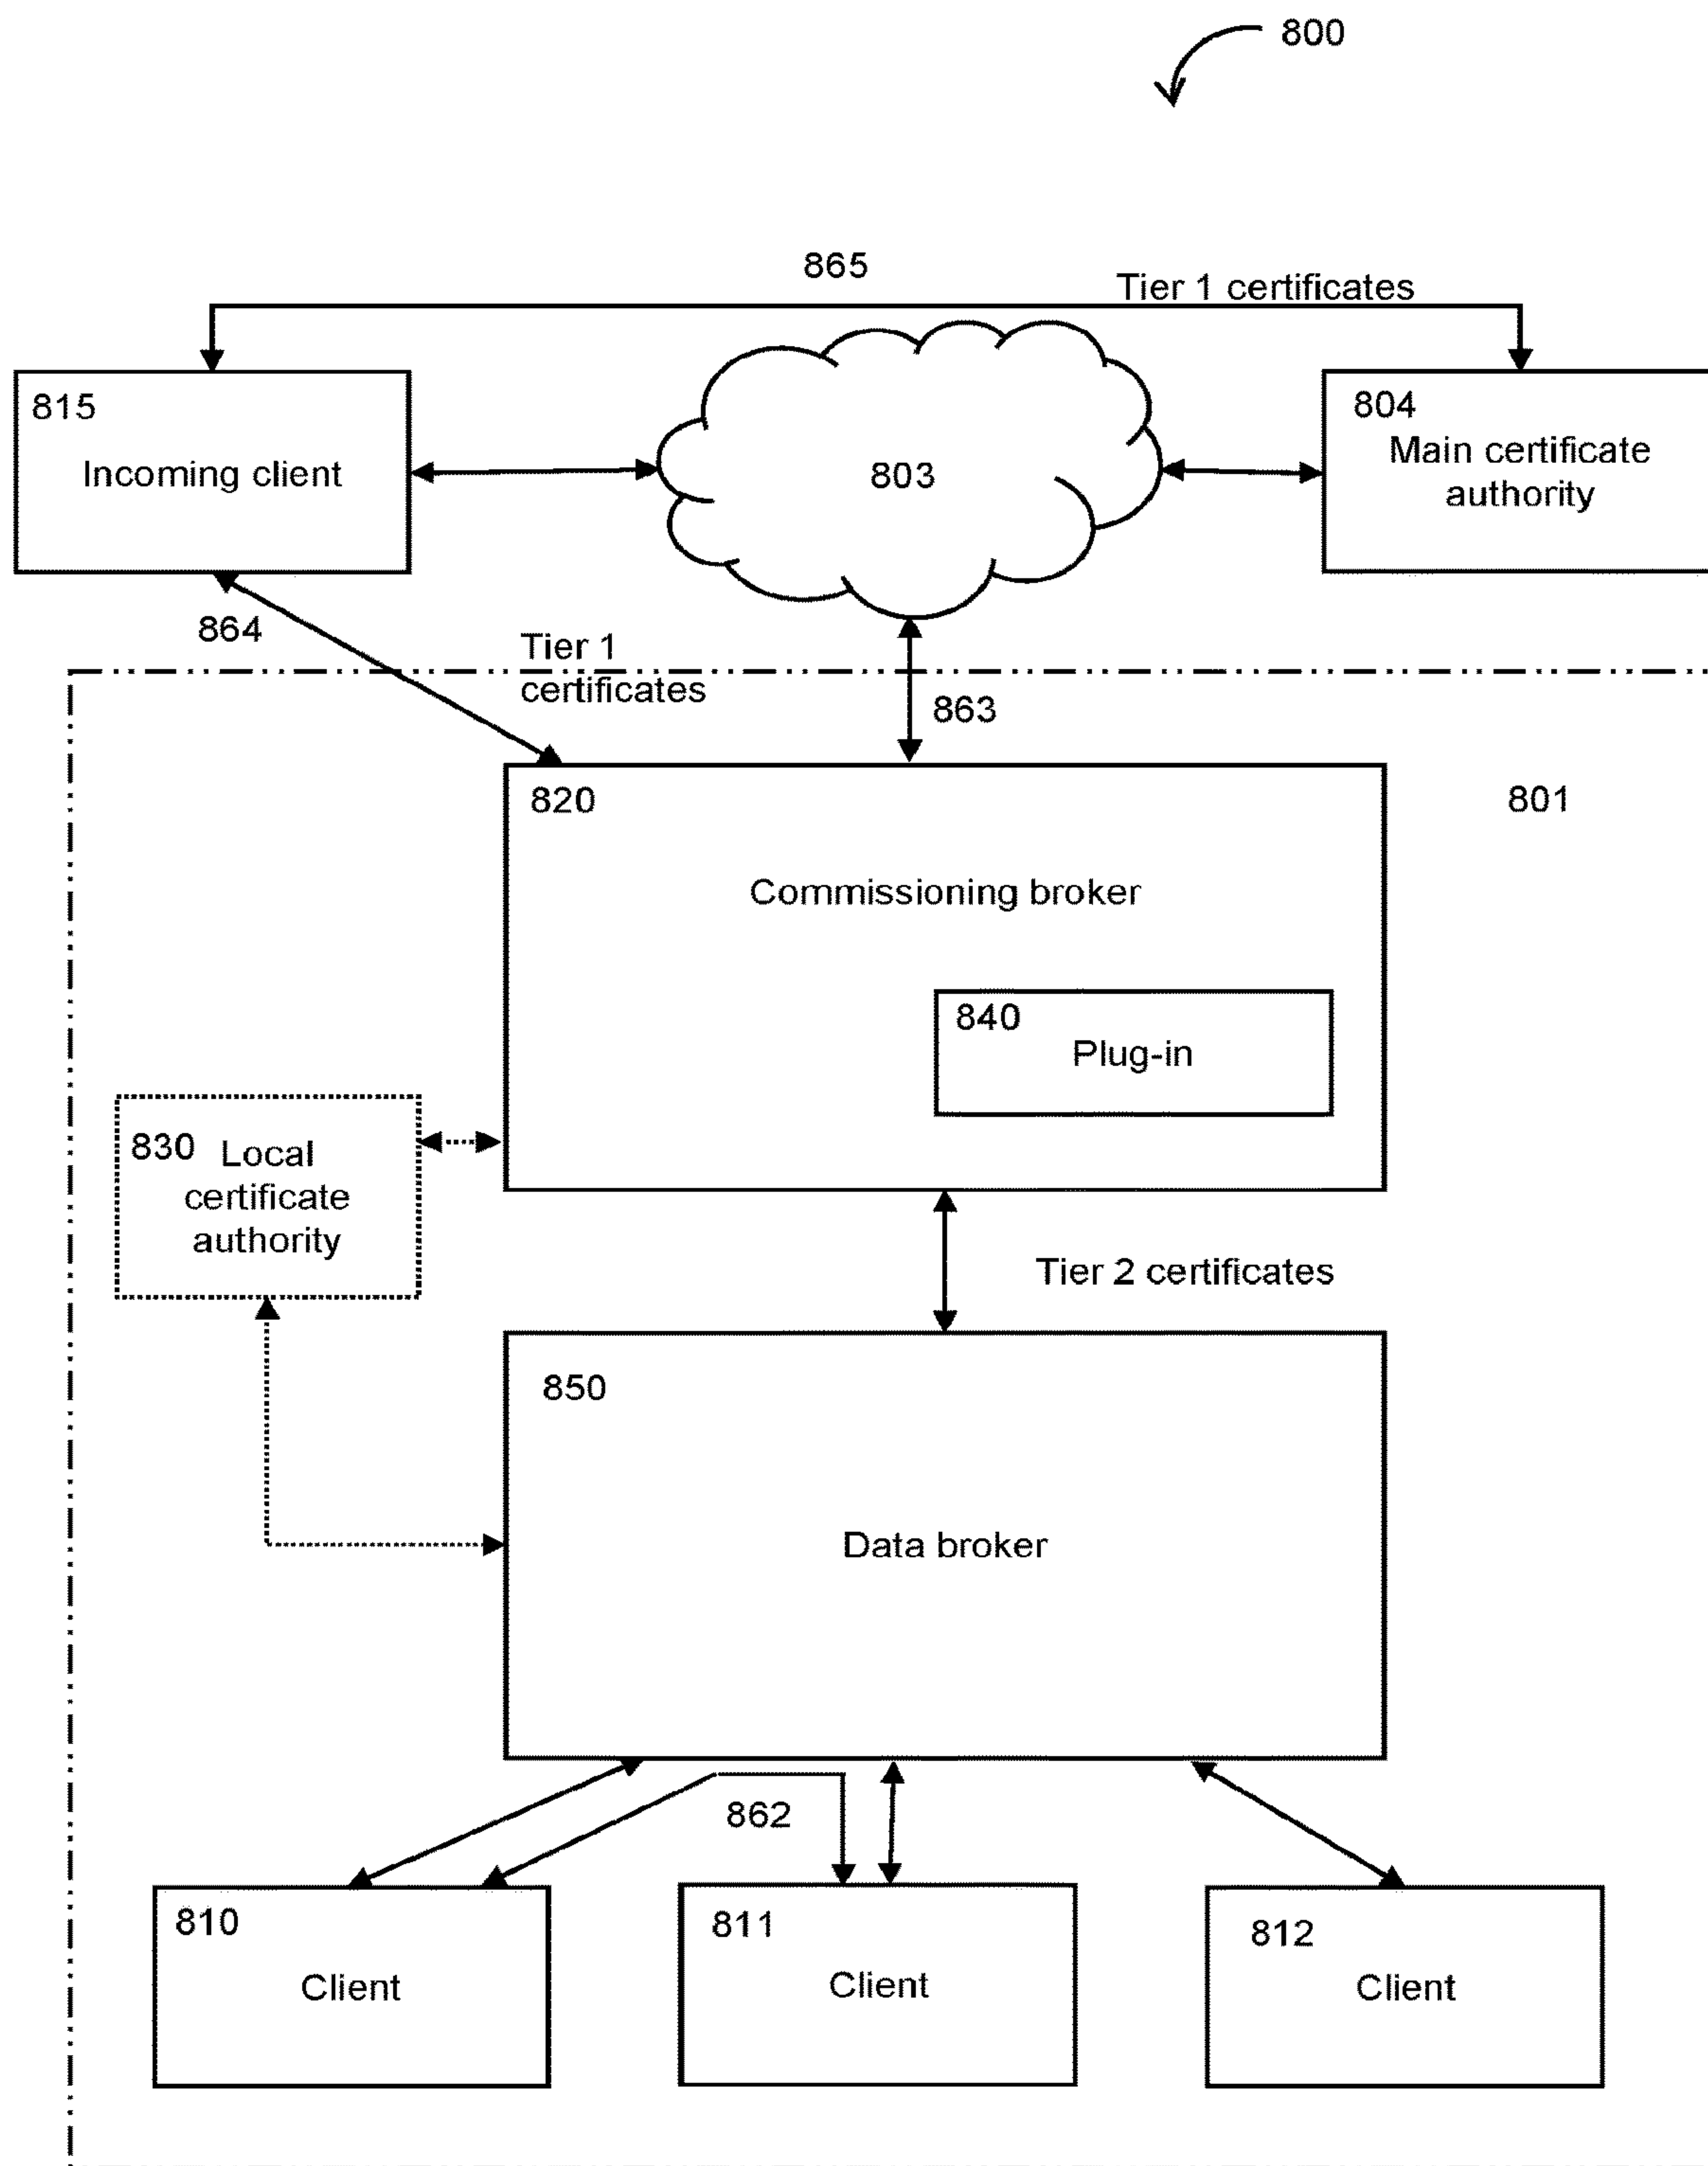 800
865
Tier 1 certificates
815
Incoming client
803
804
Main certificate
authority
864
Tier 1
certificates
863
820
801
Commissioning broker
840
Plug-in
830 Local
certificate
authority
Tier 2 certificates
850
Data broker
862
810
Client
811
Client
812
Client